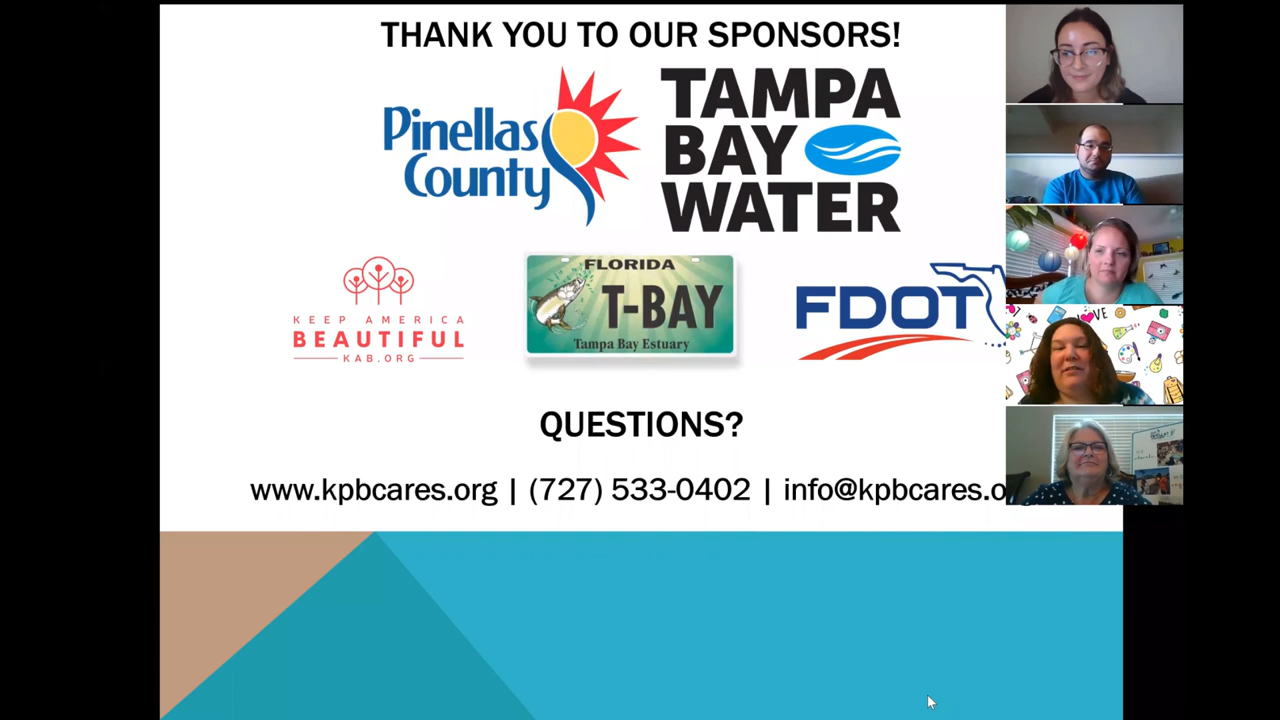 THANK YOU TO OUR SPONSORS!
Pinellas
County
TAMPA
BAY
WATER
KEEP AMERICA
BEAUTIFUL
KAB.ORG
FLORIDA
T-BAY
Tampa Bay Estuary
FDOT
LOVE
QUESTIONS?
www.kpbcares.org | (727) 533-0402 | info@kpbcares.o